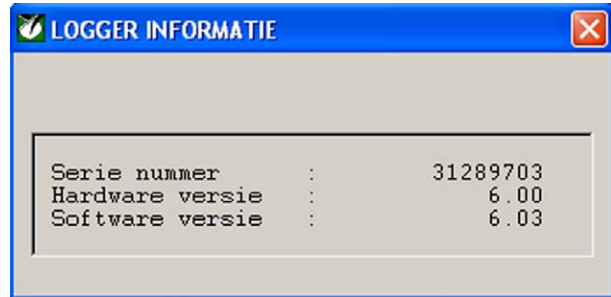 LOGGER INFORMATIE
Serie nummer : 31289703
Hardware versie : 6.00
Software versie : 6.03